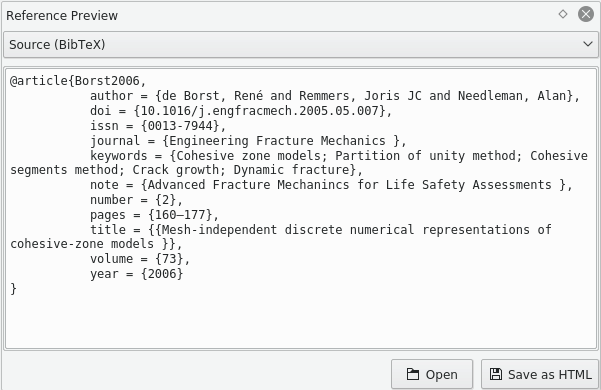 Reference Preview
Source (BibTeX)
@article{Borst2006,
author = {de Borst, René and Remmers, Joris JC and Needleman, Alan},
doi = {10.1016/j.engfracmech.2005.05.007},
issn = {0013-7944},
journal = {Engineering Fracture Mechanics },
keywords = {Cohesive zone models; Partition of unity method; Cohesive
segments method; Crack growth; Dynamic fracture},
note = {Advanced Fracture Mechanincs for Life Safety Assessments },
number = {2},
pages = {160–177},
title = {{Mesh-independent discrete numerical representations of
cohesive-zone models }},
volume = {73},
year = {2006}
}
Open
Save as HTML